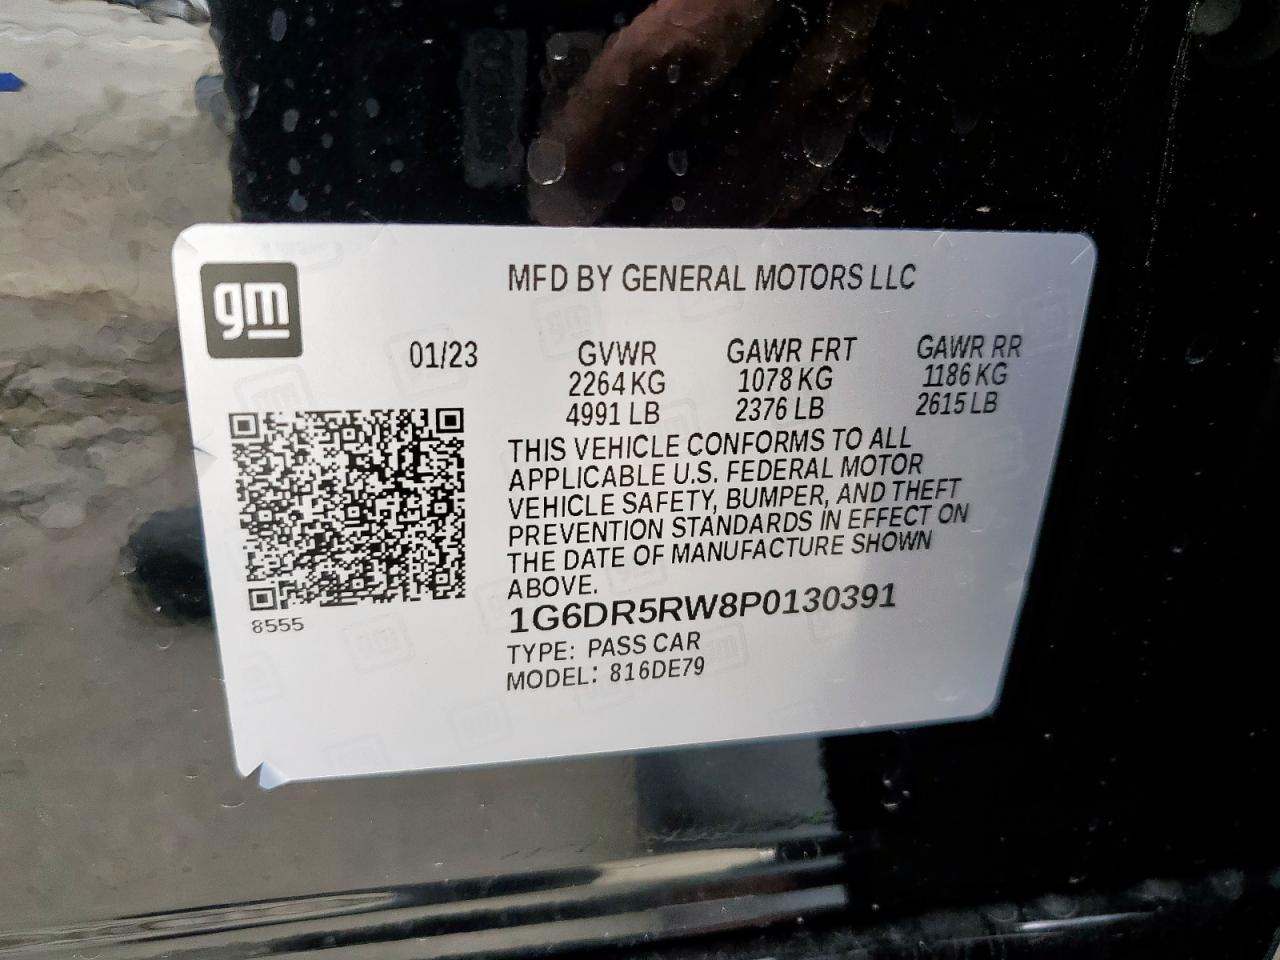 gm
MFD BY GENERAL MOTORS LLC
01/23 GVWR GAWR FRT GAWR RR
2264 KG 1078 KG 1186 KG
4991 LB 2376 LB 2615 LB
THIS VEHICLE CONFORMS TO ALL
APPLICABLE U.S. FEDERAL MOTOR
VEHICLE SAFETY, BUMPER, AND THEFT
PREVENTION STANDARDS IN EFFECT ON
THE DATE OF MANUFACTURE SHOWN
ABOVE.
8555
1G6DR5RW8P0130391
TYPE: PASS CAR
MODEL: 816DE79